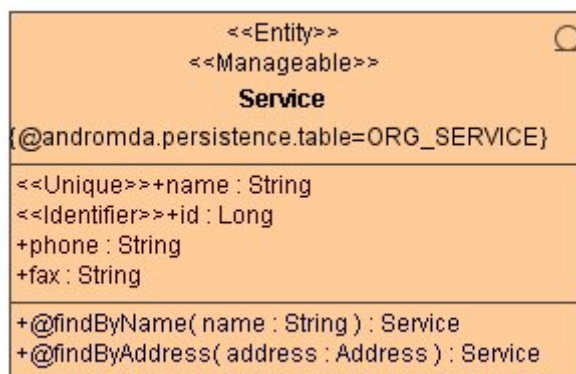 <<Entity>>
<<Manageable>>
Service
{@andromda.persistence.table=ORG_SERVICE}
<<Unique>>+name : String
<<Identifier>>+id : Long
+phone : String
+fax : String
+@findByName( name : String ) : Service
+@findByAddress( address : Address ) : Service